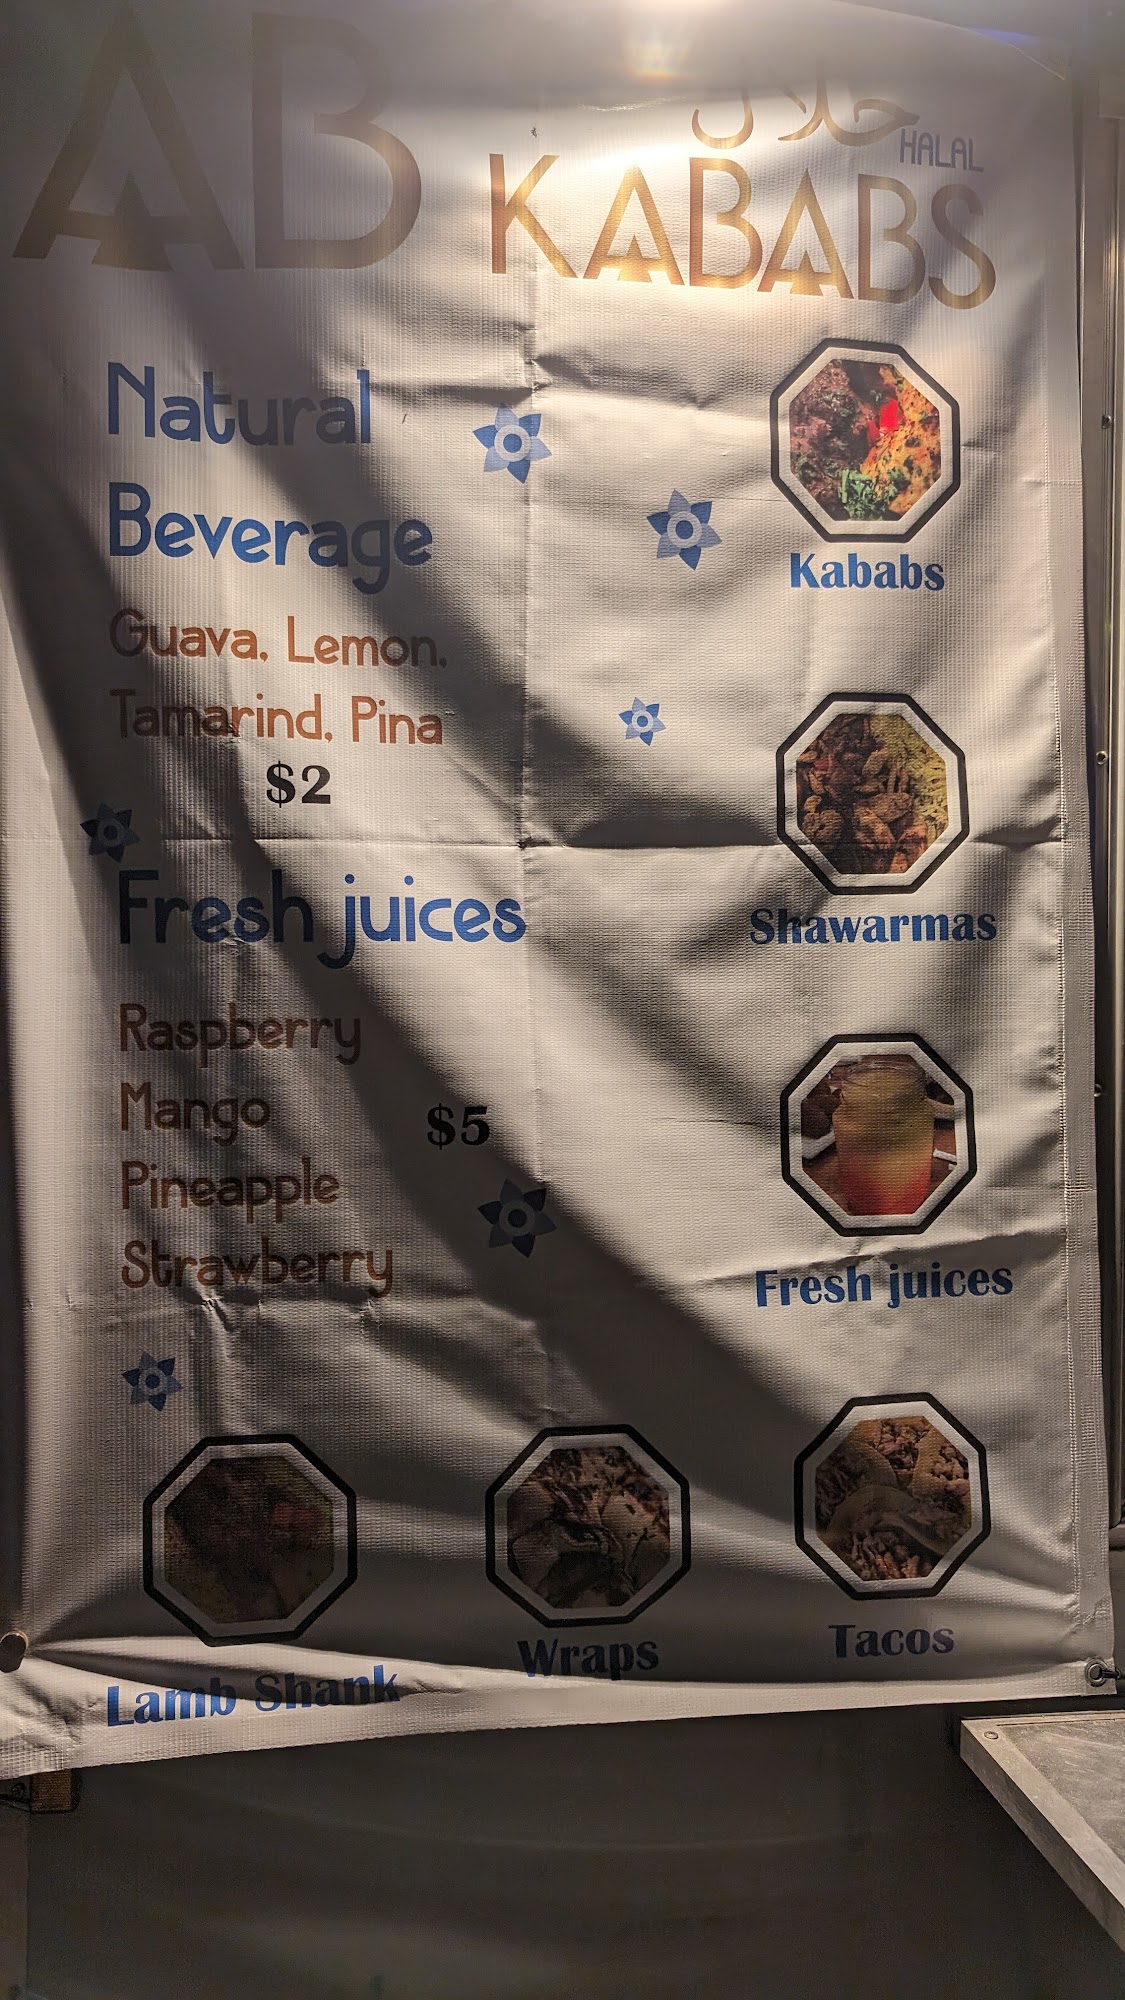 AB
حلال
HALAL
KABABS
Natural
Beverage
Guava, Lemon,
Tamarind, Pina
$2
Fresh juices
Raspberry
Mango
$5
Pineapple
Strawberry
Kababs
Shawarmas
Fresh juices
Lamb Shank
Wraps
Tacos